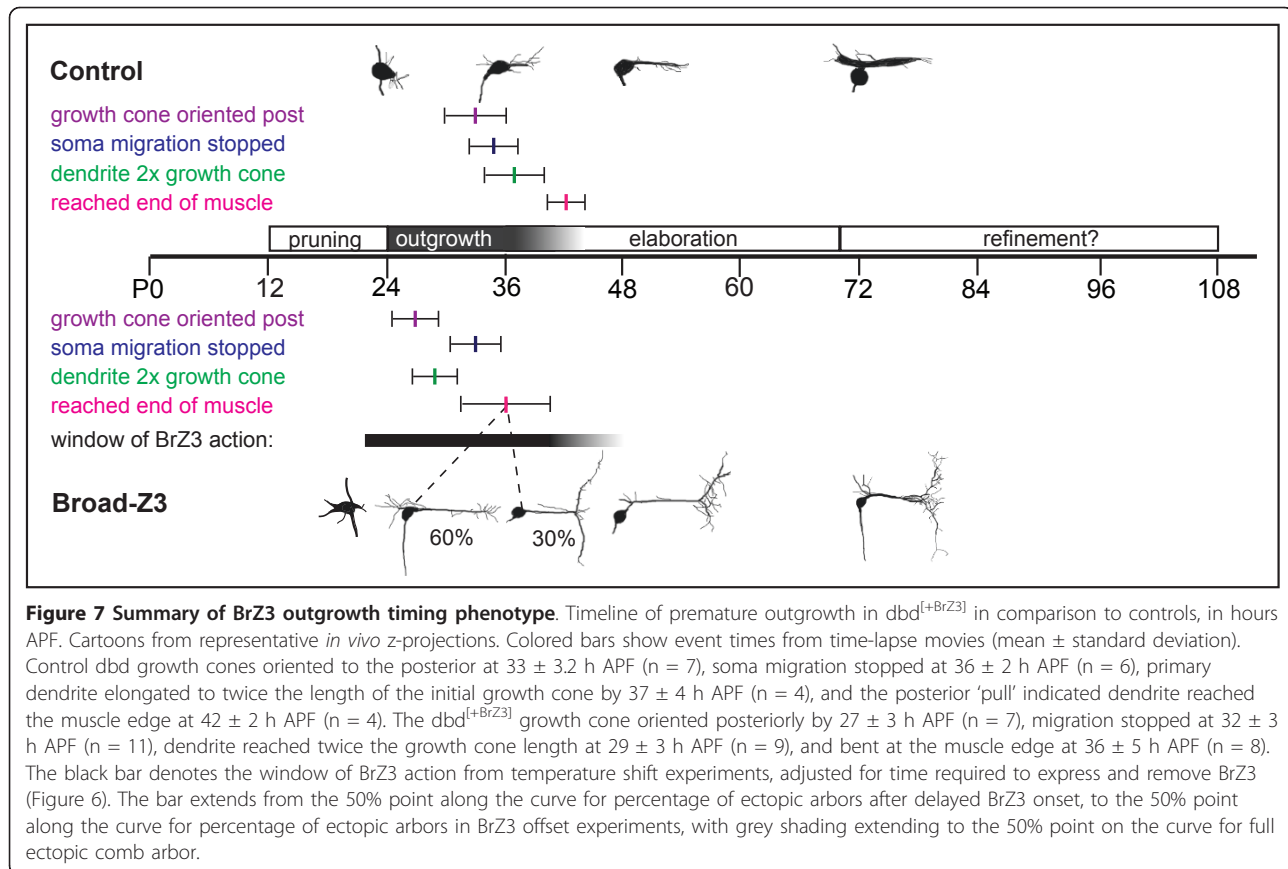 Control
growth cone oriented post
soma migration stopped
dendrite 2x growth cone
reached end of muscle
pruning outgrowth elaboration refinement?
P0 12 24 36 48 60 72 84 96 108
growth cone oriented post
soma migration stopped
dendrite 2x growth cone
reached end of muscle
window of BrZ3 action:
Broad-Z3
60% 30%
Figure 7 Summary of BrZ3 outgrowth timing phenotype. Timeline of premature outgrowth in dbd[+BrZ3] in comparison to controls, in hours
APF. Cartoons from representative in vivo z-projections. Colored bars show event times from time-lapse movies (mean ± standard deviation).
Control dbd growth cones oriented to the posterior at 33 ± 3.2 h APF (n = 7), soma migration stopped at 36 ± 2 h APF (n = 6), primary
dendrite elongated to twice the length of the initial growth cone by 37 ± 4 h APF (n = 4), and the posterior ‘pull’ indicated dendrite reached
the muscle edge at 42 ± 2 h APF (n = 4). The dbd[+BrZ3] growth cone oriented posteriorly by 27 ± 3 h APF (n = 7), migration stopped at 32 ± 3
h APF (n = 11), dendrite reached twice the growth cone length at 29 ± 3 h APF (n = 9), and bent at the muscle edge at 36 ± 5 h APF (n = 8).
The black bar denotes the window of BrZ3 action from temperature shift experiments, adjusted for time required to express and remove BrZ3
(Figure 6). The bar extends from the 50% point along the curve for percentage of ectopic arbors after delayed BrZ3 onset, to the 50% point
along the curve for percentage of ectopic arbors in BrZ3 offset experiments, with grey shading extending to the 50% point on the curve for full
ectopic comb arbor.